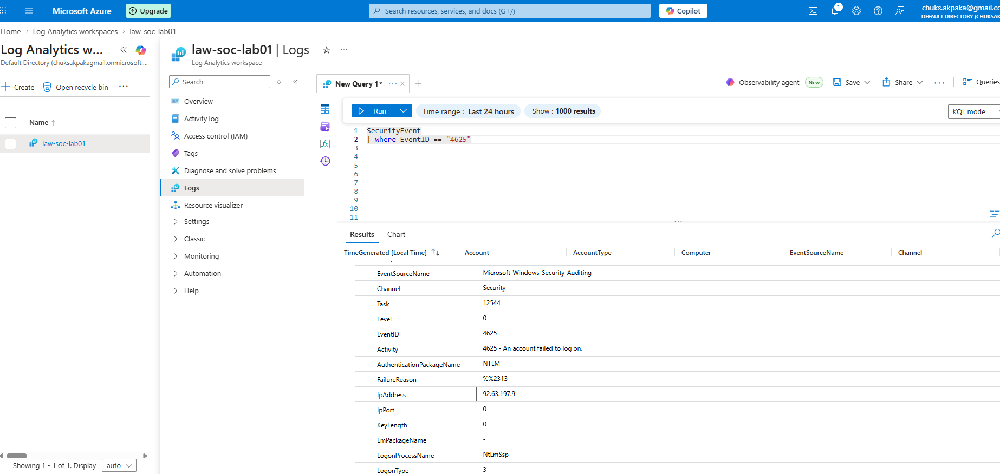 Microsoft Azure
Upgrade
Search resources, services, and docs (G+/)
Copilot
1
chuks.akpaka@gmail.co
DEFAULT DIRECTORY (CHUKSAK
Home > Log Analytics workspaces > law-soc-lab01
Log Analytics w...
Default Directory (chuksakpakagmail.onmicrosoft....
+ Create
Open recycle bin
...
Name ↑
law-soc-lab01
Showing 1 - 1 of 1. Display
auto
law-soc-lab01 | Logs
...
Log Analytics workspace
Search
Overview
Activity log
Access control (IAM)
Tags
Diagnose and solve problems
Logs
Resource visualizer
Settings
Classic
Monitoring
Automation
Help
New Query 1*
...
Observability agent
New
Save
Share
...
Queries
Run
Time range : Last 24 hours
Show : 1000 results
KQL mode
1 SecurityEvent
2 | where EventID == "4625"
3
4
5
6
7
8
9
10
11
Results
Chart
TimeGenerated [Local Time] ↑↓
Account
AccountType
Computer
EventSourceName
Channel
EventSourceName Microsoft-Windows-Security-Auditing
Channel Security
Task 12544
Level 0
EventID 4625
Activity 4625 - An account failed to log on.
AuthenticationPackageName NTLM
FailureReason %%2313
IpAddress 92.63.197.9
IpPort 0
KeyLength 0
LmPackageName -
LogonProcessName NtLmSsp
LogonType 3